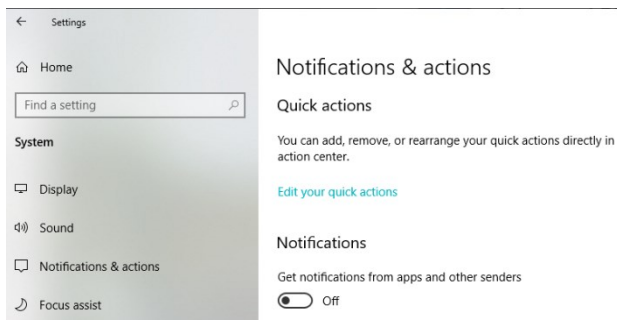 Settings
Home
Find a setting
System
Display
Sound
Notifications & actions
Focus assist
Notifications & actions
Quick actions
You can add, remove, or rearrange your quick actions directly in
action center.
Edit your quick actions
Notifications
Get notifications from apps and other senders
Off